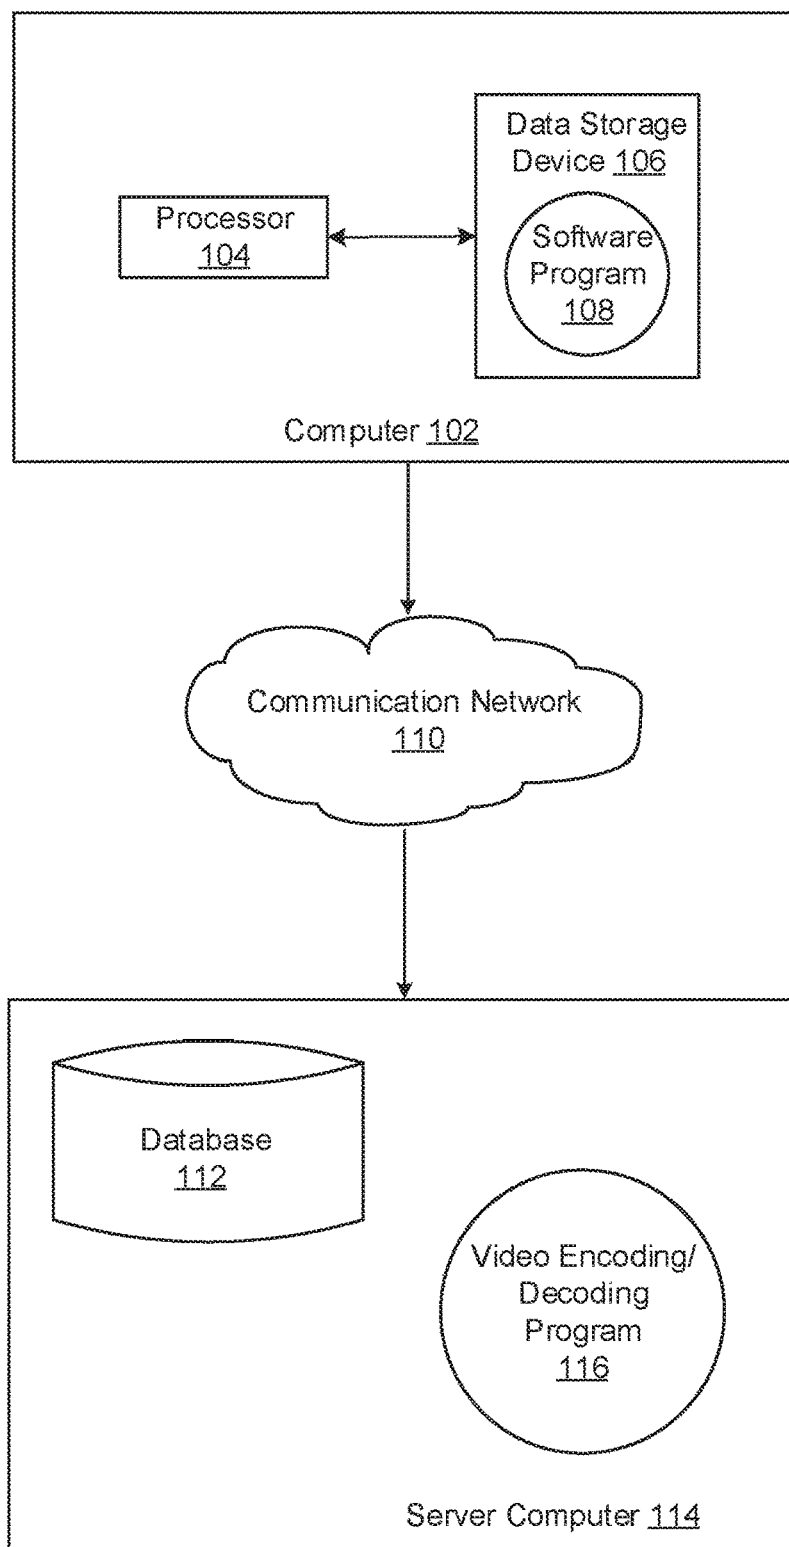 Data Storage
Device 106
Processor
104
Software
Program
108
Computer 102
Communication Network
110
Database
112
Video Encoding/
Decoding
Program
116
Server Computer 114